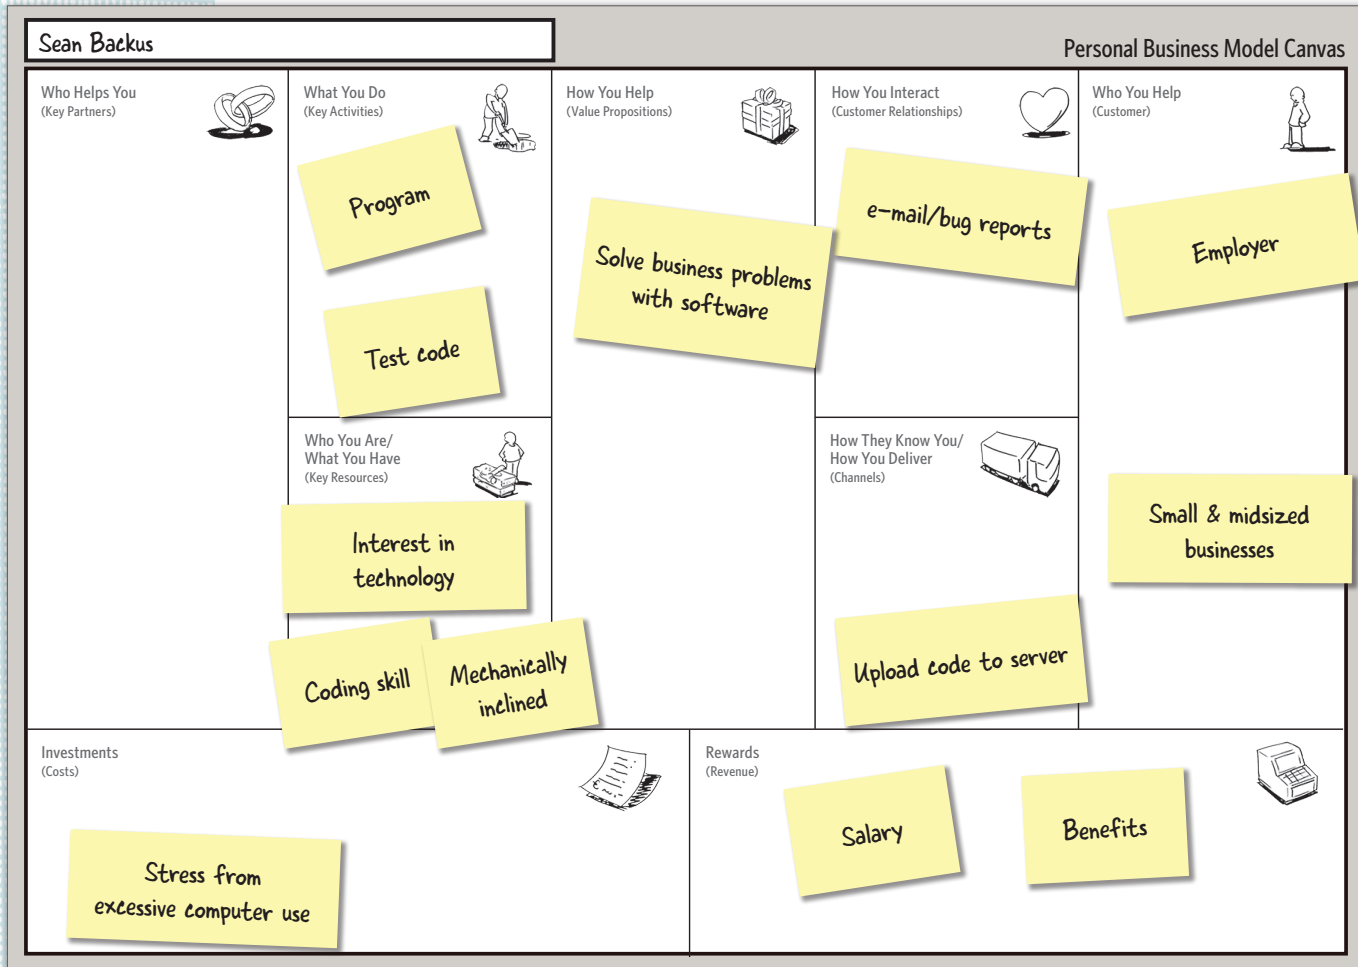 Sean Backus
Personal Business Model Canvas
Who Helps You
(Key Partners)
What You Do
(Key Activities)
Program
Test code
How You Help
(Value Propositions)
Solve business problems
with software
How You Interact
(Customer Relationships)
e-mail/bug reports
Who You Help
(Customer)
Employer
Small & midsized
businesses
Who You Are/
What You Have
(Key Resources)
Interest in
technology
Coding skill
Mechanically
inclined
How They Know You/
How You Deliver
(Channels)
Upload code to server
Investments
(Costs)
Stress from
excessive computer use
Rewards
(Revenue)
Salary
Benefits